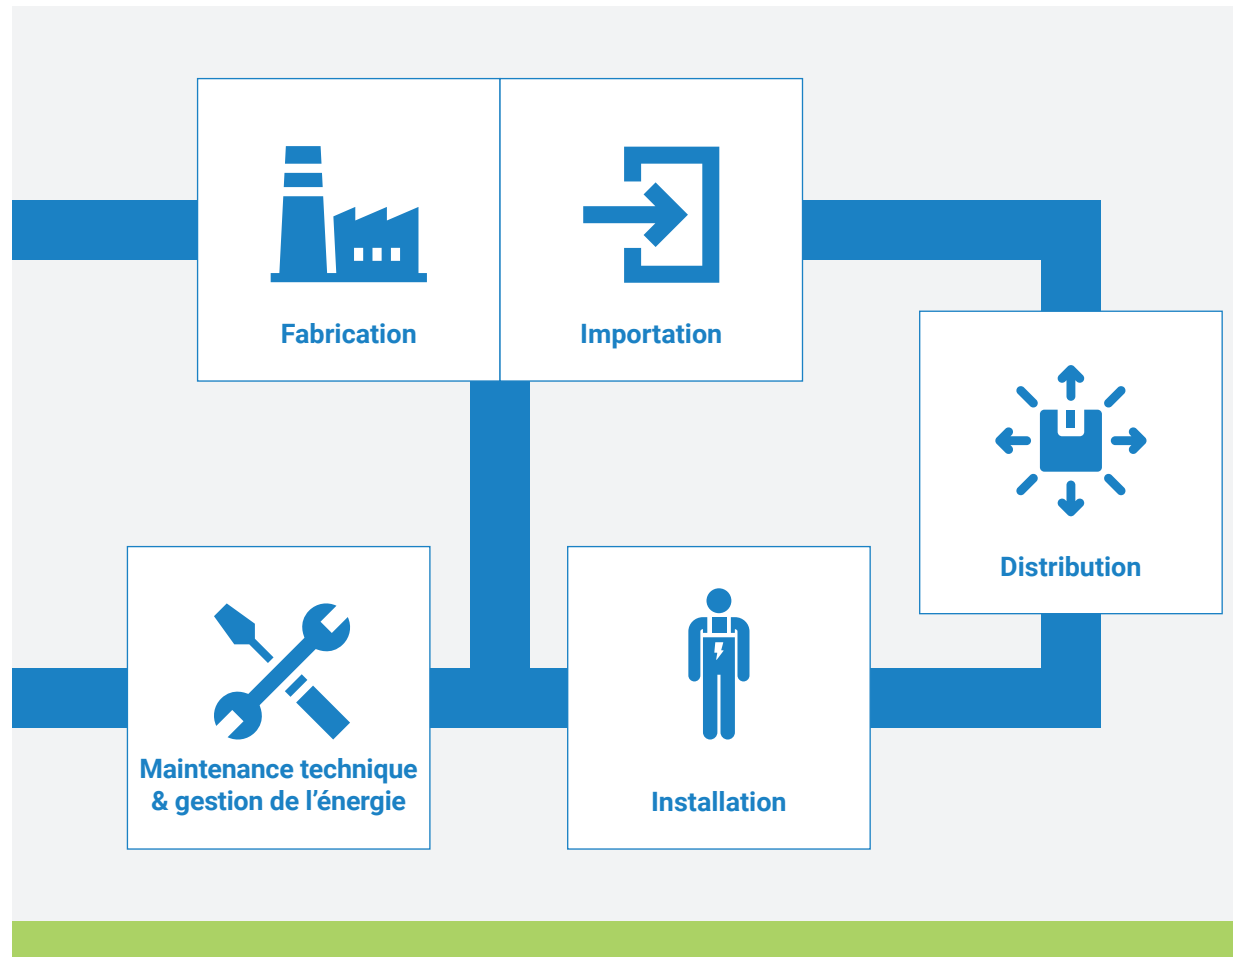 Fabrication
Importation
Distribution
Maintenance technique
& gestion de l’énergie
Installation